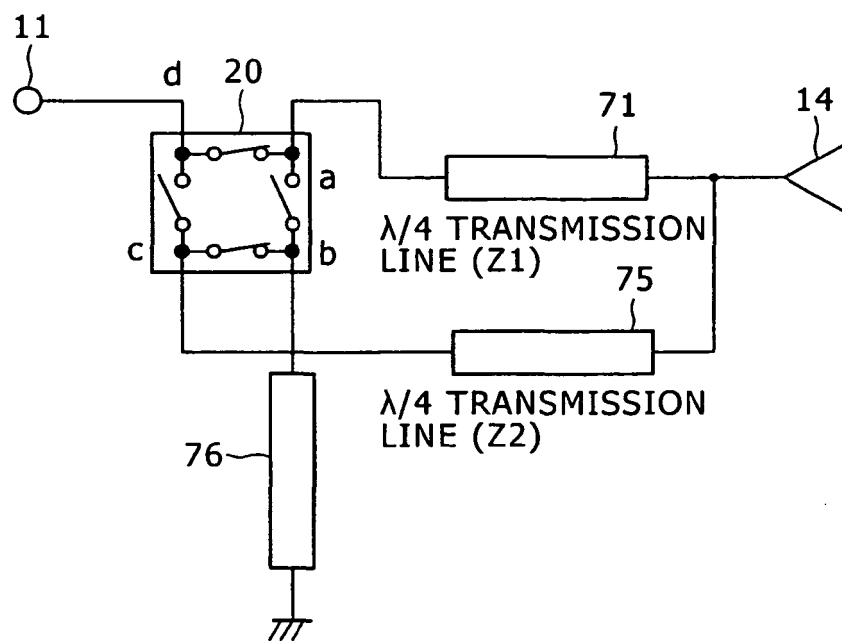 11
d
20
71
14
a
λ/4 TRANSMISSION
LINE (Z1)
c
b
75
λ/4 TRANSMISSION
LINE (Z2)
76